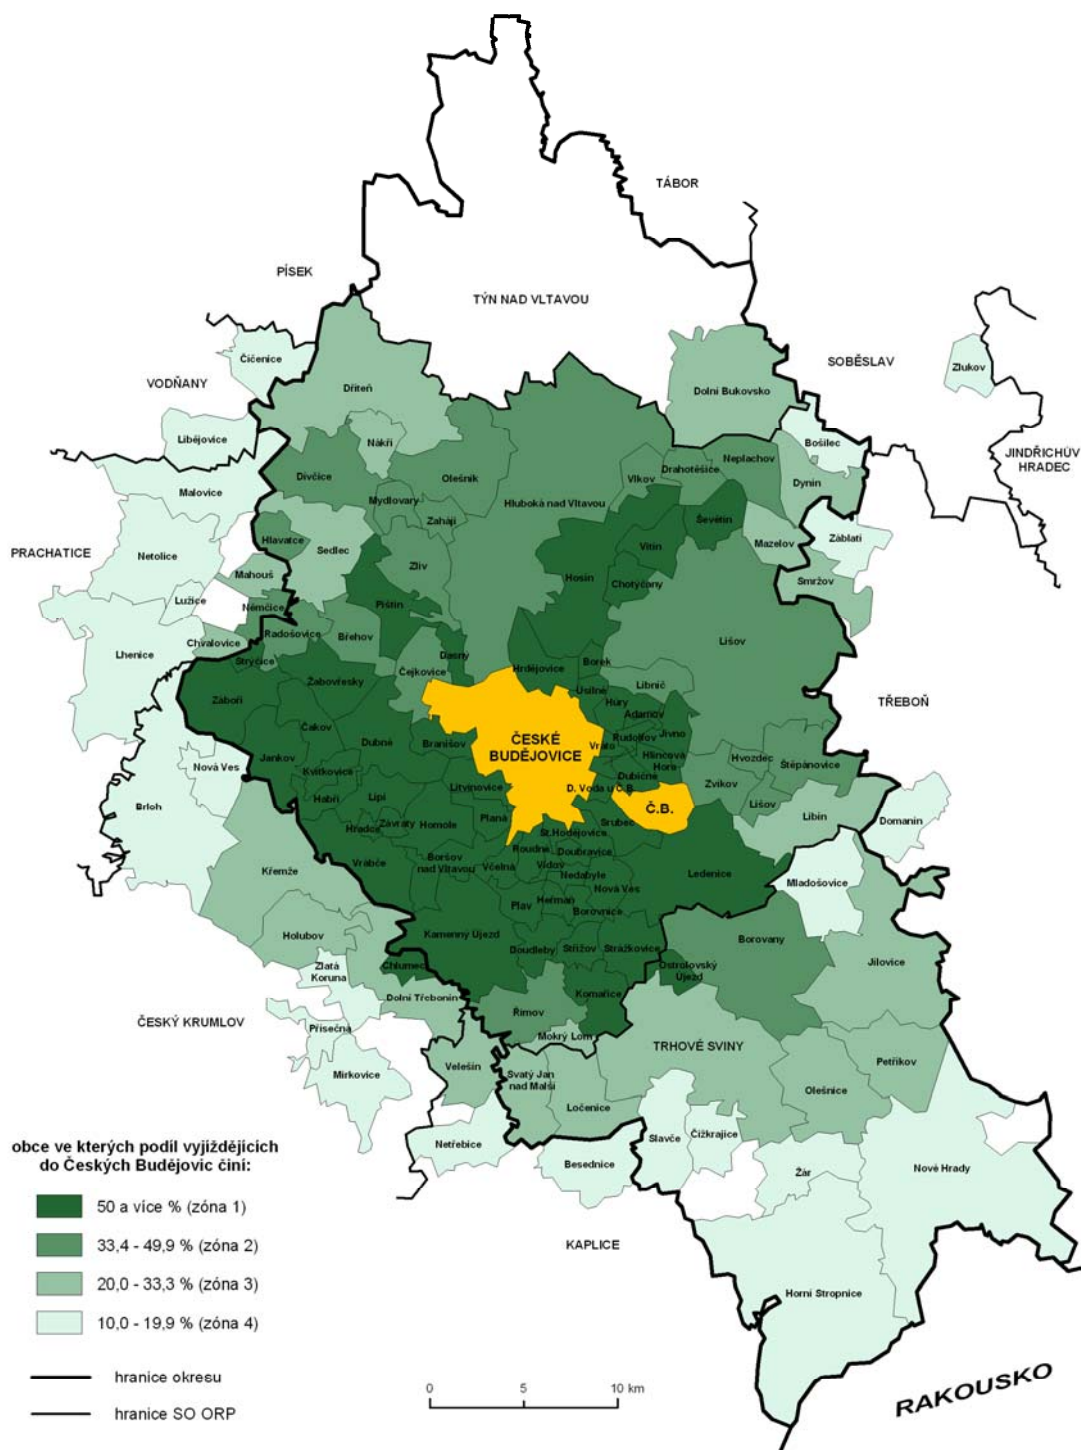 TÁBOR
PÍSEK
TÝN NAD VLTAVOU
SOBĚSLAV
Číčenice
Zlukov
VODŇANY
Dříteň
Dolní Bukovsko
Libějovice
Nákří
Bošilec
JINDŘICHŮV
HRADEC
Neplachov
Drahotěšice
Malovice
Dívčice
Olešník
Vlkov
Dynín
Mydlovary
Hluboká nad Vltavou
Zahájí
Ševětín
PRACHATICE
Netolice
Hlavatce
Sedlec
Vitín
Mazelov
Záblatí
Zliv
Hosín
Chotýčany
Smržov
Mahouš
Lužice
Němčice
Pištín
Radošovice
Břehov
Lišov
Chvalovice
Lhenice
Strýčice
Dasný
Čejkovice
Hrdějovice
Borek
Žabovřesky
Libníč
Záboří
Úsilné
Hůry
TŘEBOŇ
Čakov
Adamov
Dubné
Branišov
ČESKÉ
BUDĚJOVICE
Vráto
Rudolfov
Jivno
Hlincová
Hora
Jankov
Hvozdec
Štěpánovice
Nová Ves
Kvítkovice
Dubičné
Zvíkov
Litvínovice
D. Voda u Č.B.
Brloh
Habří
Lipí
Č.B.
Lišov
Libín
Domanín
Planá
Srubec
Závraty
Homole
Hradce
St.Hodějovice
Roudné
Doubravice
Vrábče
Boršov
nad Vltavou
Včelná
Vidov
Křemže
Nedabyle
Ledenice
Mladošovice
Nová Ves
Plav
Heřmaň
Borovnice
Holubov
Kamenný Újezd
Doudleby
Střížov
Strážkovice
Borovany
Jílovice
Zlatá
Koruna
Chlumec
Ostrolovský
Újezd
Dolní Třebonín
Komařice
ČESKÝ KRUMLOV
Římov
Přísečná
Mokrý Lom
TRHOVÉ SVINY
Velešín
Petříkov
Mirkovice
Svatý Jan
nad Malší
Olešnice
Ločenice
Netřebice
Slavče
Čížkrajice
Besednice
Žár
Nové Hrady
obce ve kterých podíl vyjíždějících
do Českých Budějovic činí:
50 a více % (zóna 1)
33,4 - 49,9 % (zóna 2)
KAPLICE
20,0 - 33,3 % (zóna 3)
Horní Stropnice
10,0 - 19,9 % (zóna 4)
hranice okresu
0 5 10 km
RAKOUSKO
hranice SO ORP